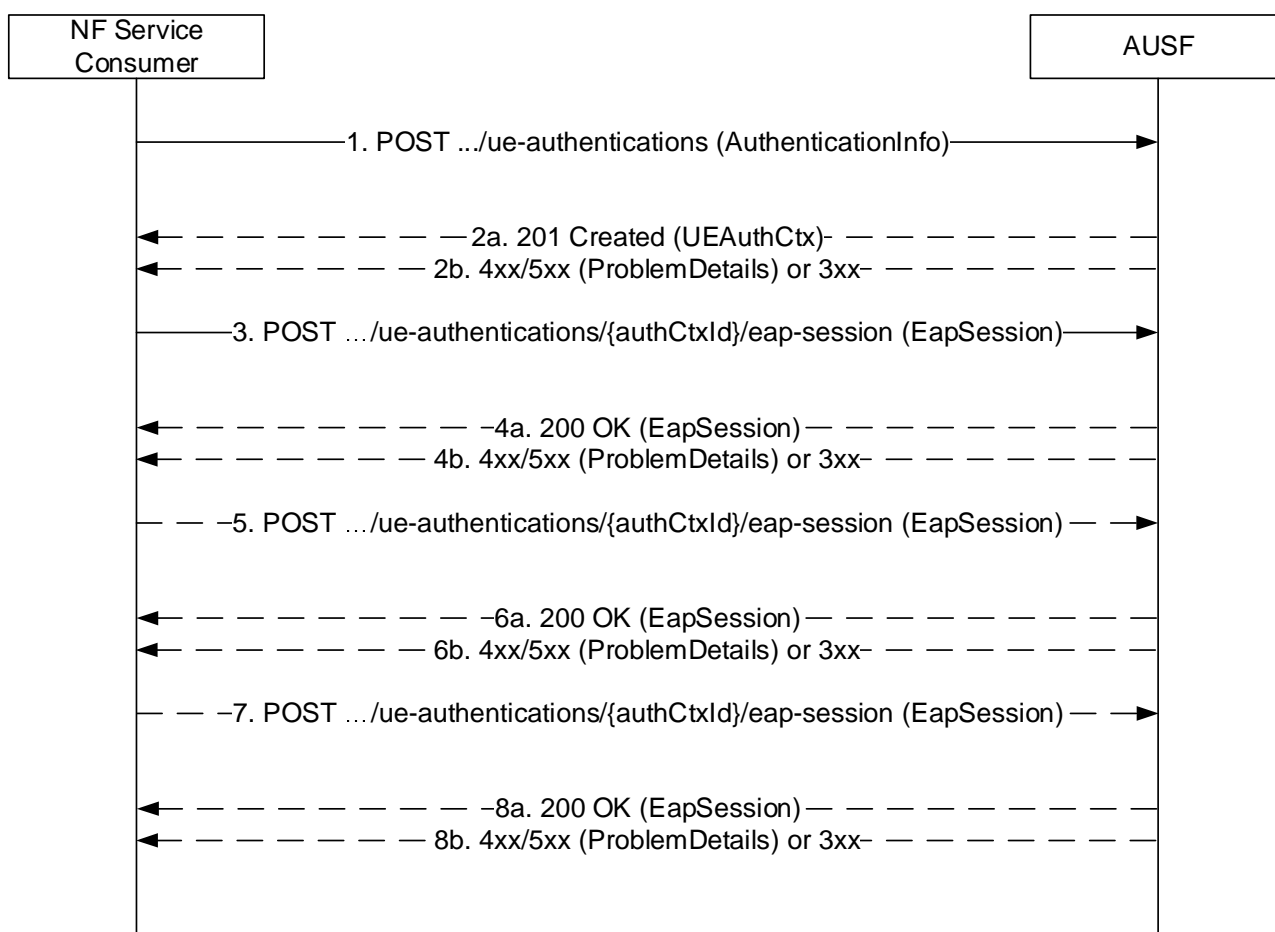 NF Service
Consumer
AUSF
1. POST .../ue-authentications (AuthenticationInfo)
2a. 201 Created (UEAuthCtx)
2b. 4xx/5xx (ProblemDetails) or 3xx
3. POST …/ue-authentications/{authCtxId}/eap-session (EapSession)
4a. 200 OK (EapSession)
4b. 4xx/5xx (ProblemDetails) or 3xx
5. POST …/ue-authentications/{authCtxId}/eap-session (EapSession)
6a. 200 OK (EapSession)
6b. 4xx/5xx (ProblemDetails) or 3xx
7. POST …/ue-authentications/{authCtxId}/eap-session (EapSession)
8a. 200 OK (EapSession)
8b. 4xx/5xx (ProblemDetails) or 3xx